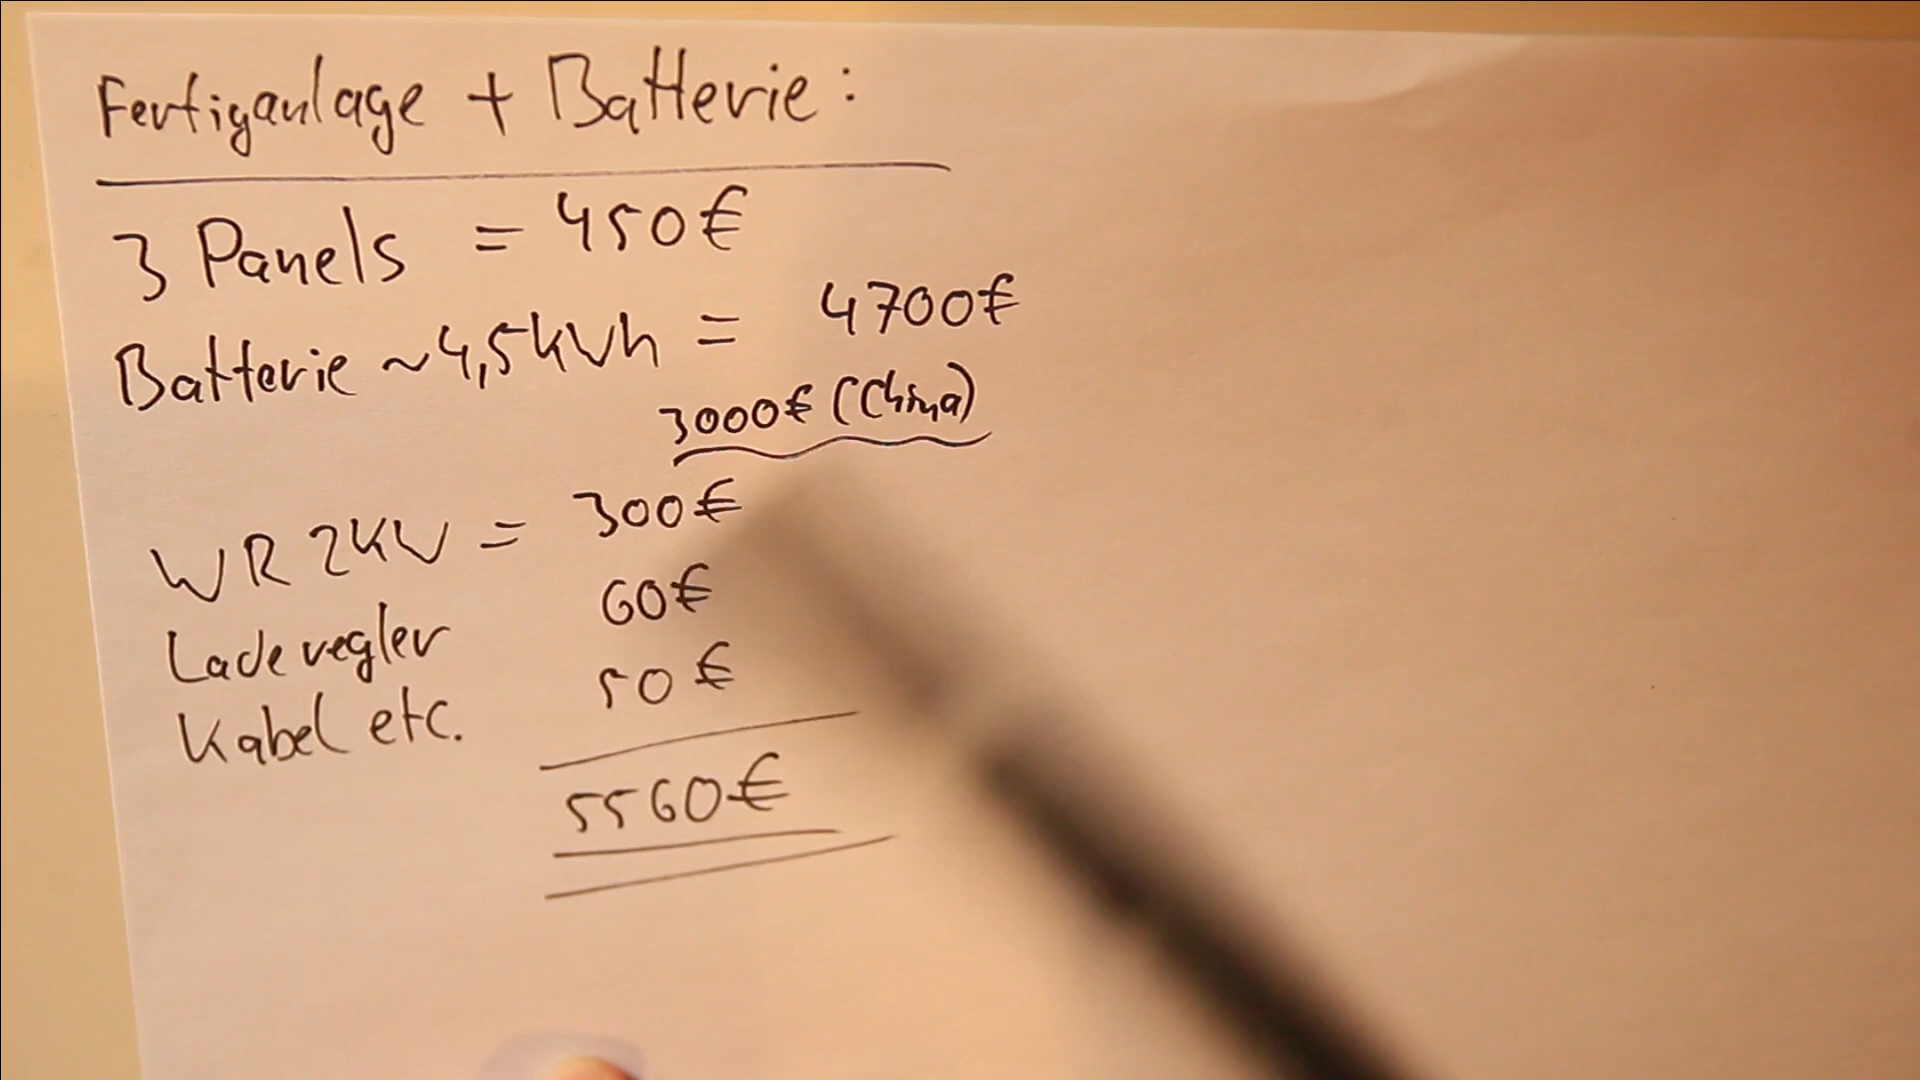 Fertiganlage + Batterie:
3 Panels = 450€
Batterie ~4,5kWh = 4700€
3000€ (China)
WR 2KW = 300€
Laderegler 60€
Kabel etc. 50€
5560€